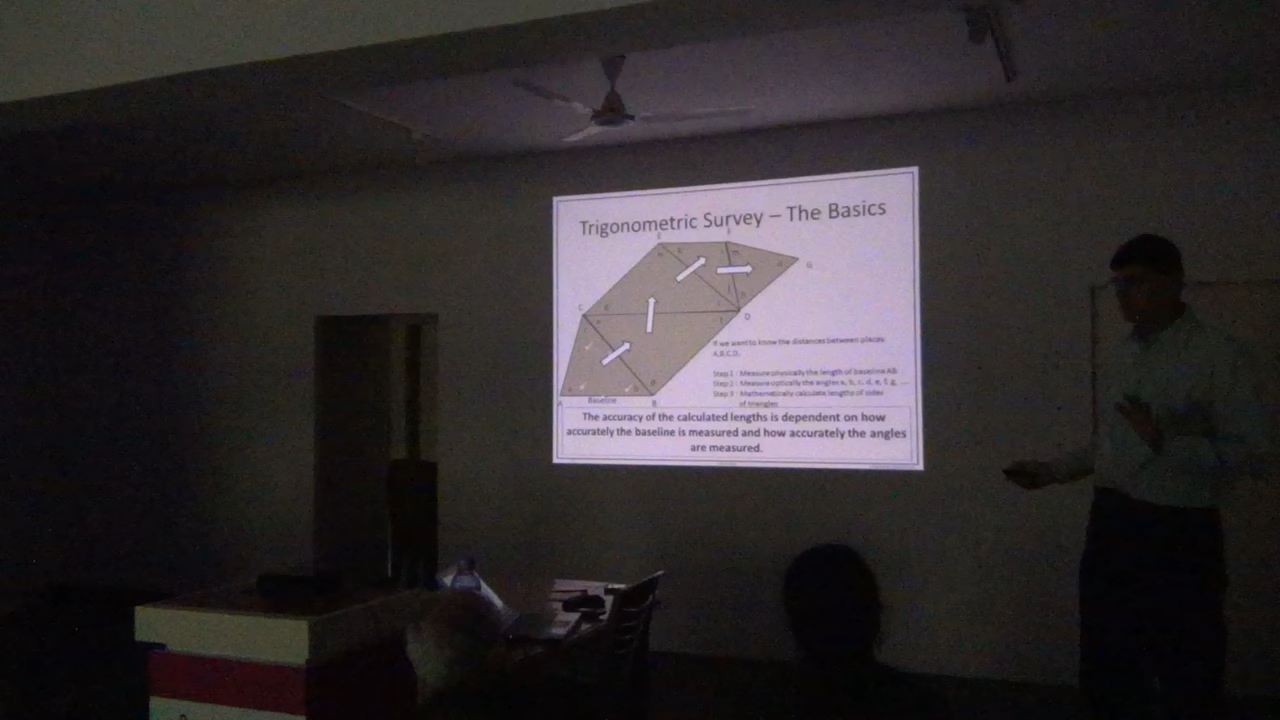 Trigonometric Survey – The Basics
E
F
G
C
D
If we want to know the distances between places
A,B,C,D.
Step 1 : Measure physically the length of baseline AB
Step 2 : Measure optically the angles a, b, c, d, e, f, g, ....
Step 3 : Mathematically calculate lengths of sides
of triangles
A
Baseline
B
The accuracy of the calculated lengths is dependent on how
accurately the baseline is measured and how accurately the angles
are measured.